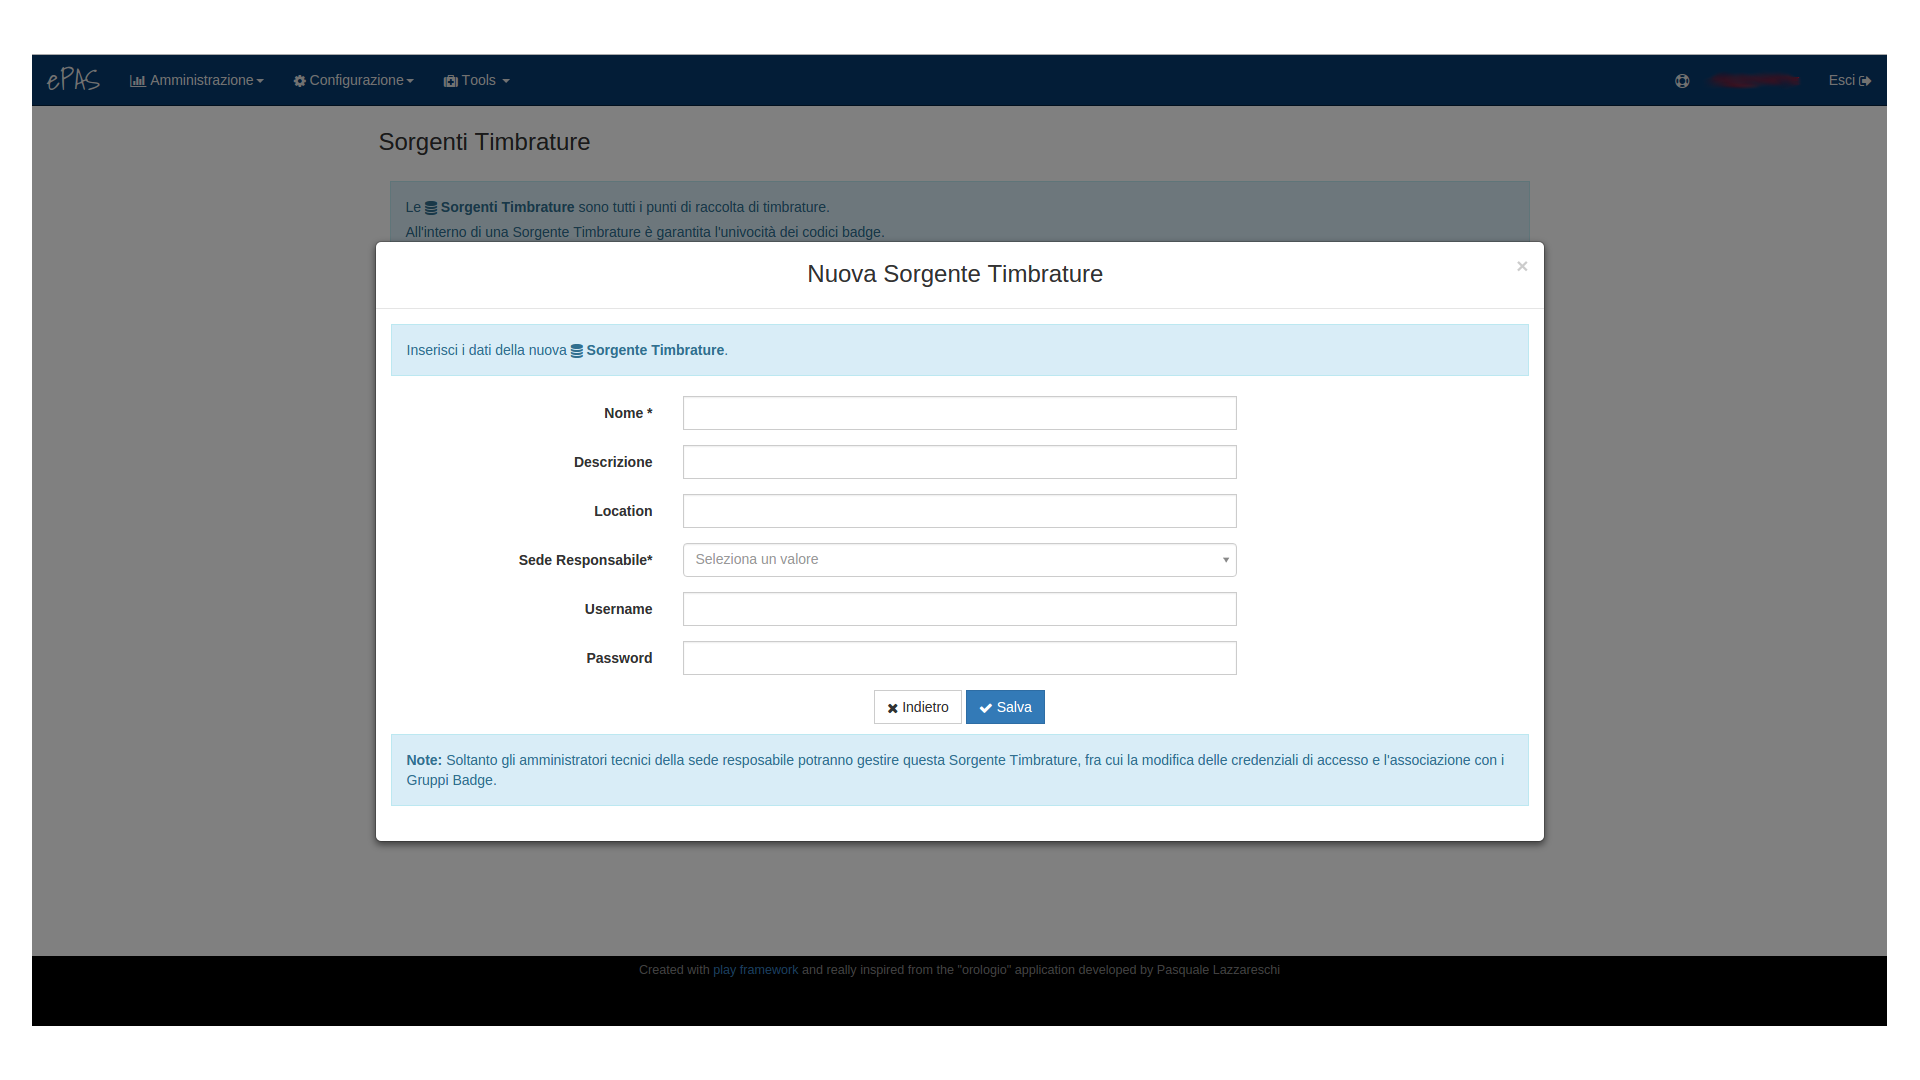 ePAS Amministrazione Configurazione Tools Esci
Sorgenti Timbrature
Le Sorgenti Timbrature sono tutti i punti di raccolta di timbrature.
All'interno di una Sorgente Timbrature è garantita l'univocità dei codici badge.
Nuova Sorgente Timbrature ×
Inserisci i dati della nuova Sorgente Timbrature.
Nome *
Descrizione
Location
Sede Responsabile* Seleziona un valore
Username
Password
Indietro Salva
Note: Soltanto gli amministratori tecnici della sede resposabile potranno gestire questa Sorgente Timbrature, fra cui la modifica delle credenziali di accesso e l'associazione con i
Gruppi Badge.
Created with play framework and really inspired from the "orologio" application developed by Pasquale Lazzareschi